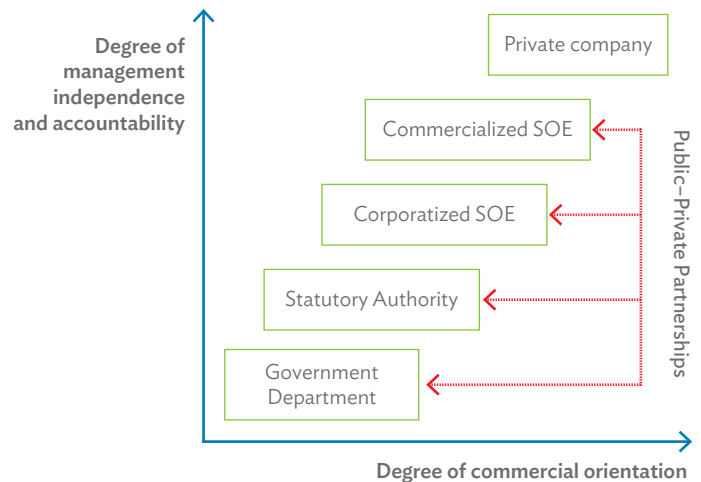 Degree of
management
independence
and accountability
Private company
Commercialized SOE
Corporatized SOE
Statutory Authority
Government
Department
Public–Private Partnerships
Degree of commercial orientation